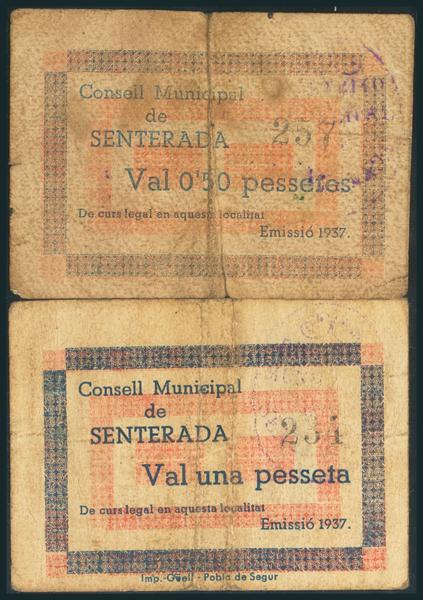 Consell Municipal
de
SENTERADA
257
Val 0'50 pessetes
De curs legal en aquesta localitat
Emissió 1937.
Consell Municipal
de
SENTERADA
234
Val una pesseta
De curs legal en aquesta localitat
Emissió 1937.
Imp.-Güell - Pobla de Segur